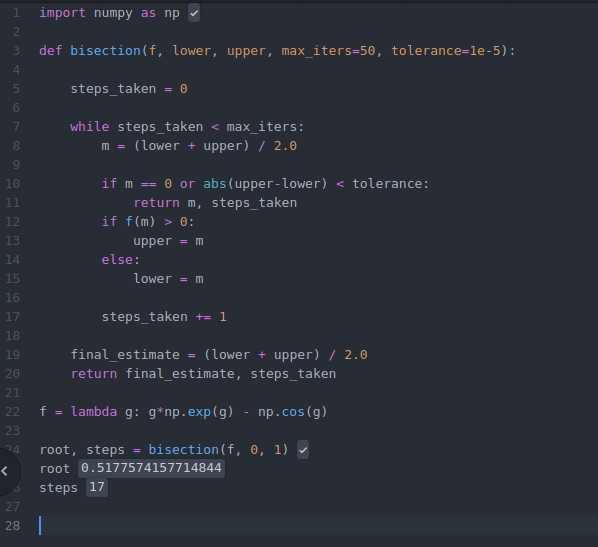 1 import numpy as np ✓
2
3 def bisection(f, lower, upper, max_iters=50, tolerance=1e-5):
4
5     steps_taken = 0
6
7     while steps_taken < max_iters:
8         m = (lower + upper) / 2.0
9
10         if m == 0 or abs(upper-lower) < tolerance:
11             return m, steps_taken
12         if f(m) > 0:
13             upper = m
14         else:
15             lower = m
16
17         steps_taken += 1
18
19     final_estimate = (lower + upper) / 2.0
20     return final_estimate, steps_taken
21
22 f = lambda g: g*np.exp(g) - np.cos(g)
23
24 root, steps = bisection(f, 0, 1) ✓
root 0.5177574157714844
steps 17
27
28